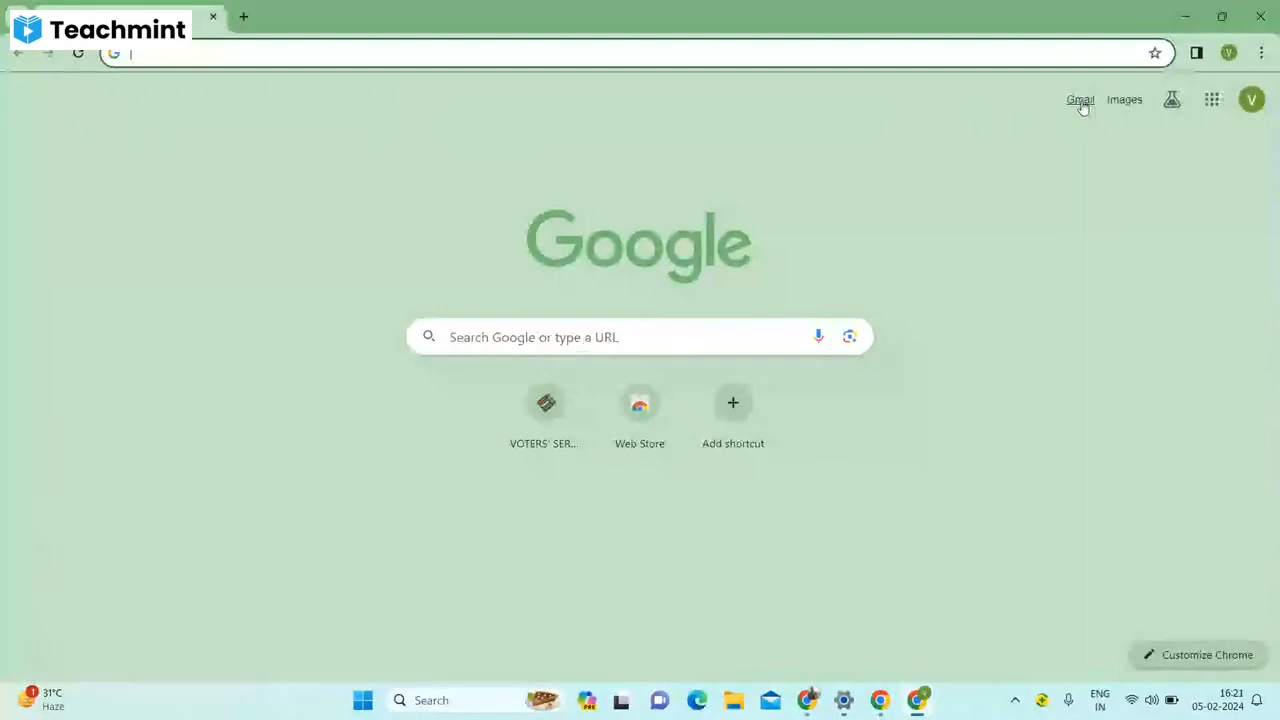 Teachmint
Gmail Images V
Google
Search Google or type a URL
VOTERS' SER... Web Store Add shortcut
Customize Chrome
1 31°C
Haze
Search
ENG
IN
16:21
05-02-2024